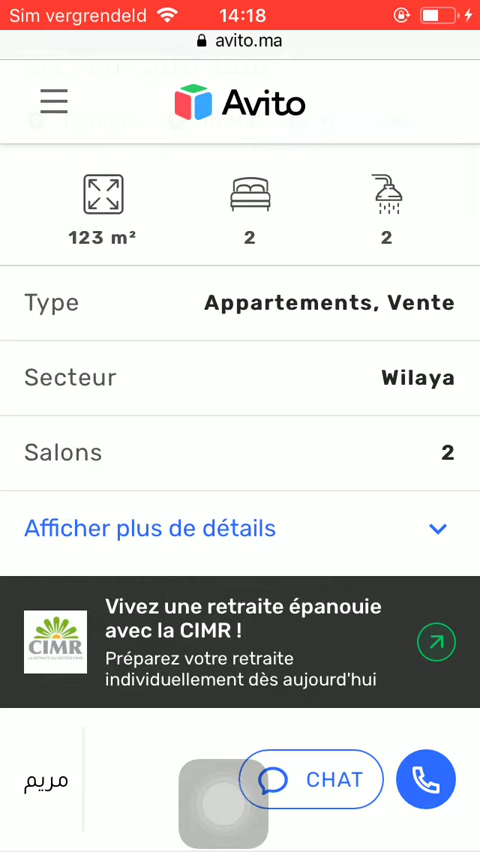 Sim vergrendeld 14:18
avito.ma
Avito
123 m² 2 2
Type Appartements, Vente
Secteur Wilaya
Salons 2
Afficher plus de détails
CIMR
Vivez une retraite épanouie
avec la CIMR !
Préparez votre retraite
individuellement dès aujourd'hui
مريم
CHAT